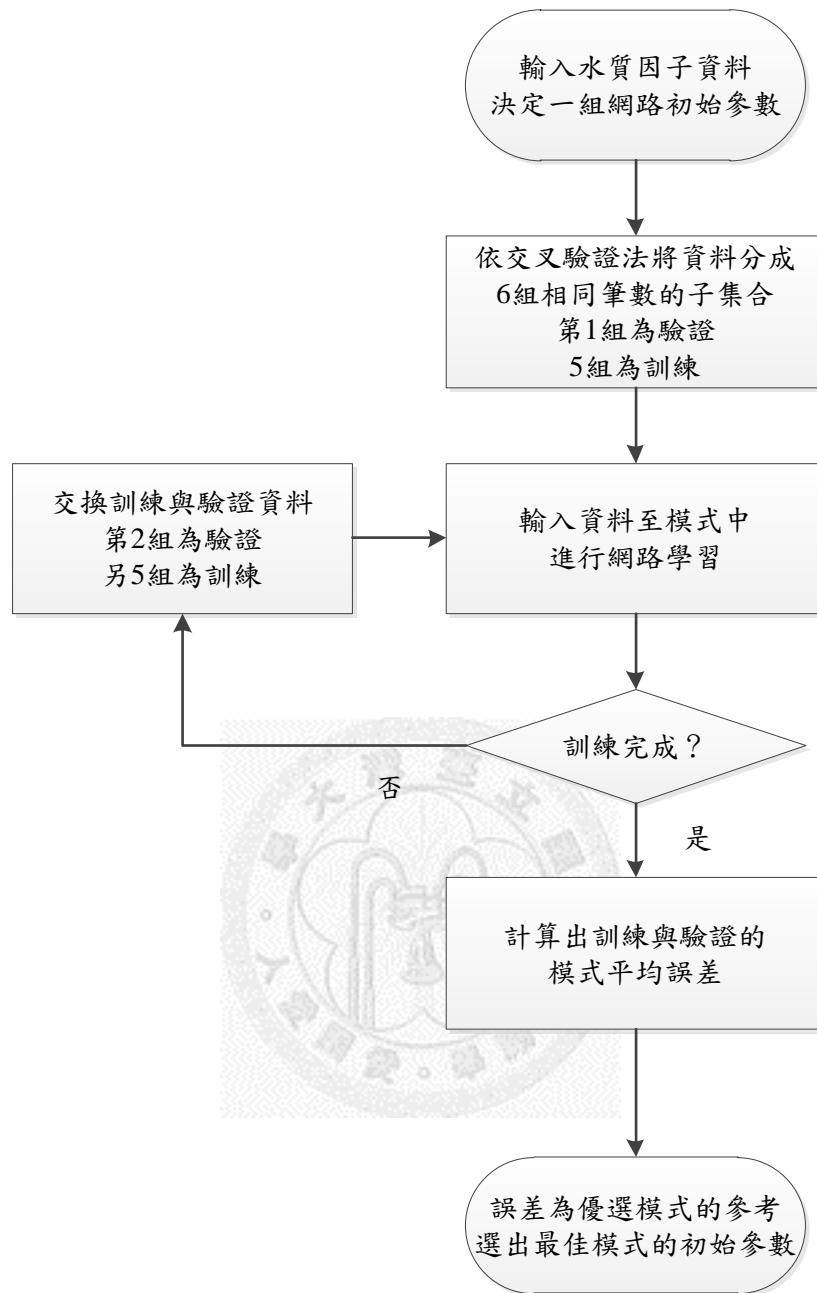 輸入水質因子資料
決定一組網路初始參數
依交叉驗證法將資料分成
6組相同筆數的子集合
第1組為驗證
5組為訓練
交換訓練與驗證資料
第2組為驗證
另5組為訓練
輸入資料至模式中
進行網路學習
訓練完成？
否
是
計算出訓練與驗證的
模式平均誤差
誤差為優選模式的參考
選出最佳模式的初始參數